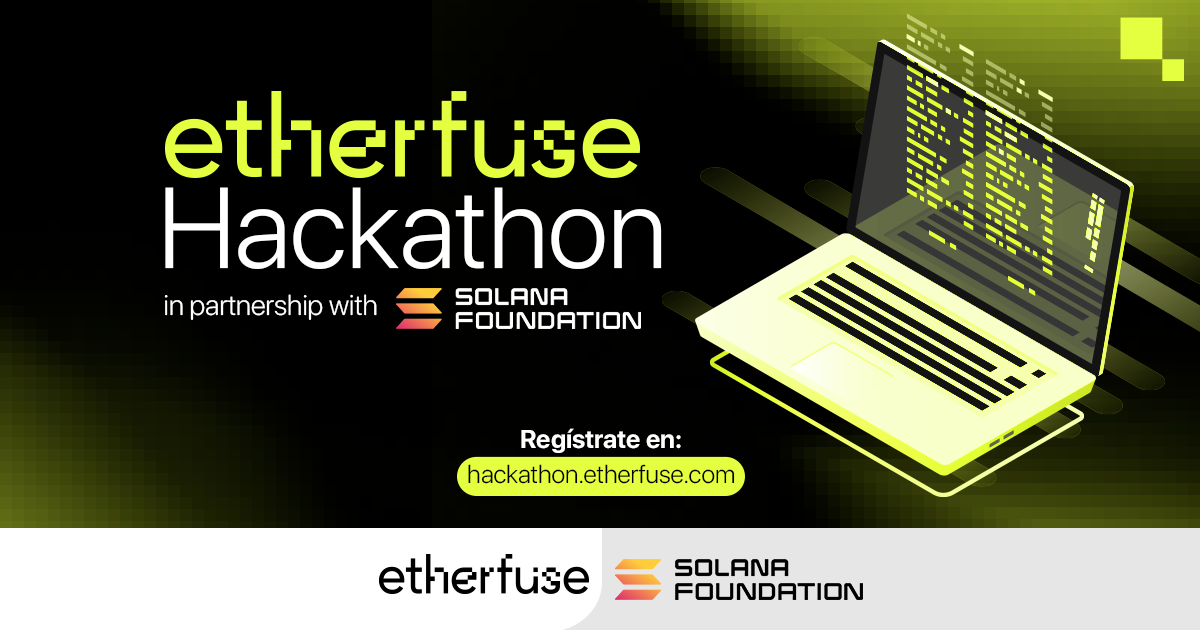 etherfuse
Hackathon
in partnership with SOLANA
FOUNDATION
Regístrate en:
hackathon.etherfuse.com
etherfuse
SOLANA
FOUNDATION